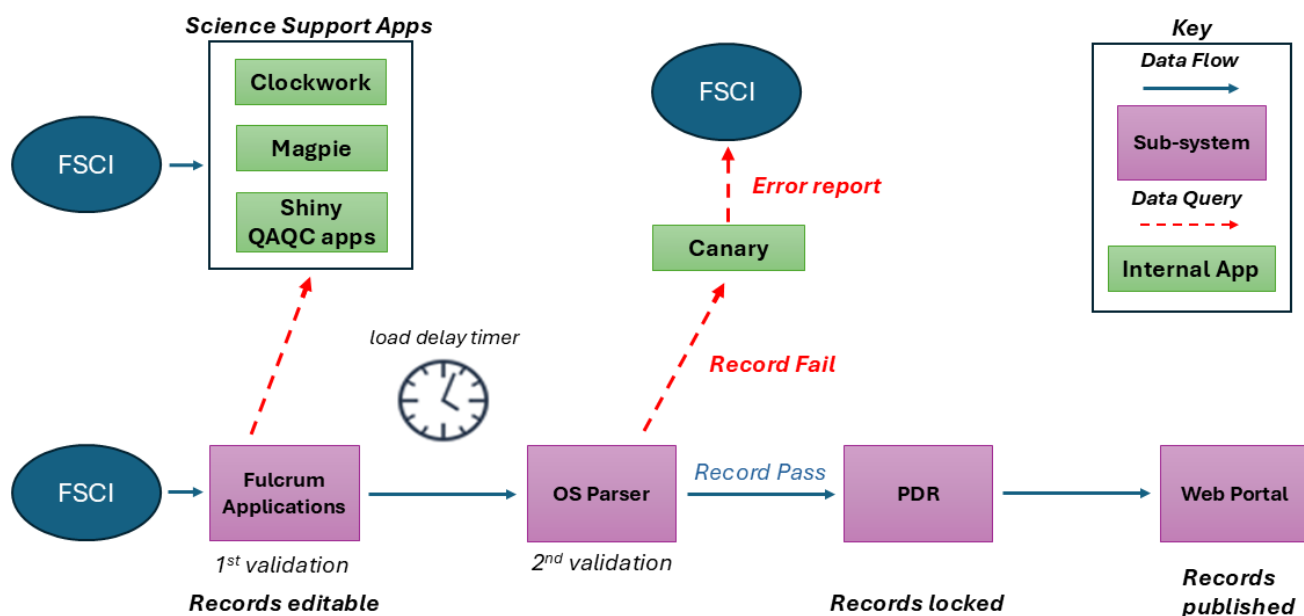 Science Support Apps
Clockwork
Magpie
Shiny
QAQC apps
FSCI
FSCI
Canary
Error report
Record Fail
Key
Data Flow
Sub-system
Data Query
Internal App
load delay timer
FSCI
Fulcrum
Applications
1st validation
Records editable
OS Parser
2nd validation
Record Pass
PDR
Records locked
Web Portal
Records
published